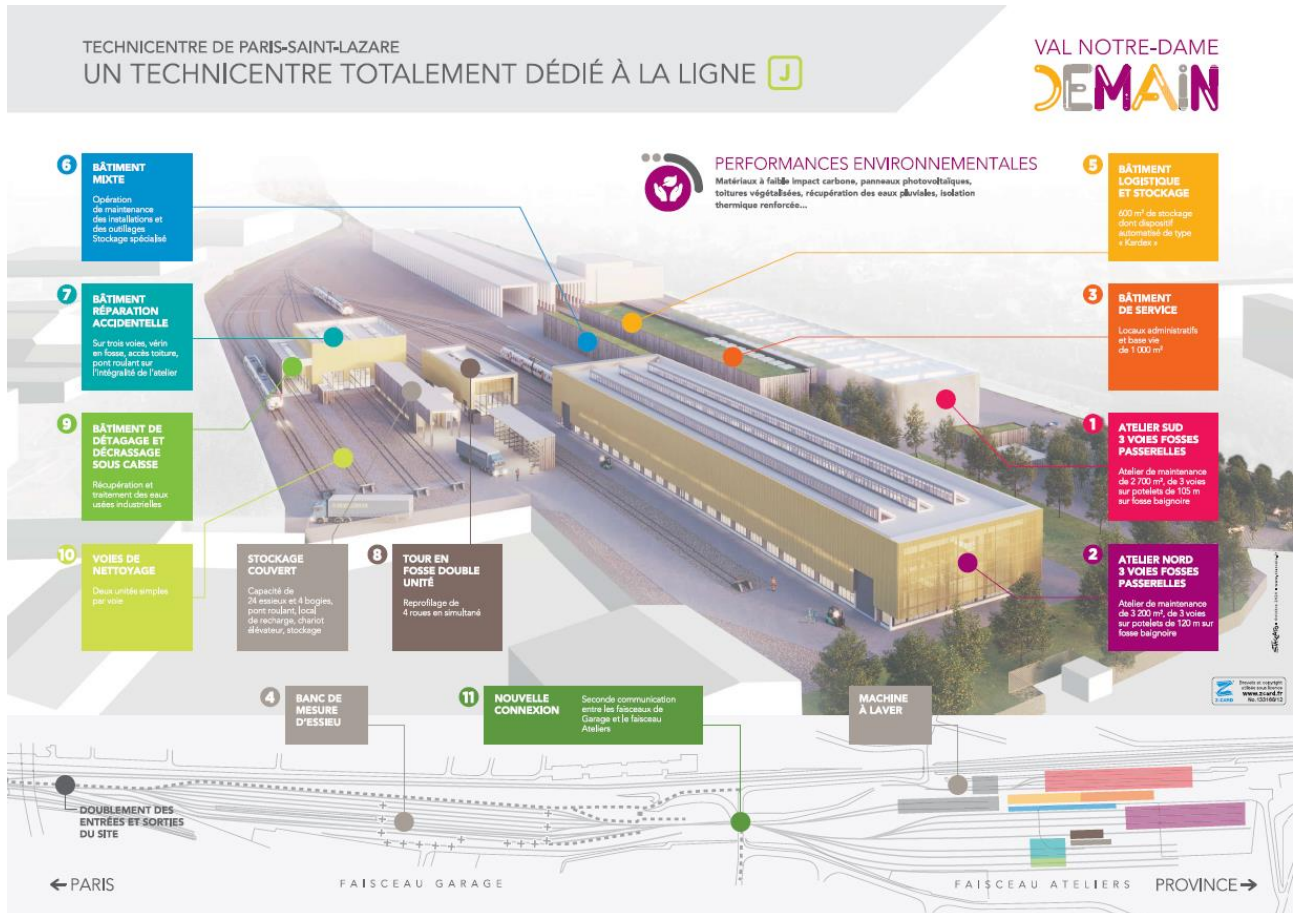 TECHNICENTRE DE PARIS-SAINT-LAZARE
UN TECHNICENTRE TOTALEMENT DÉDIÉ À LA LIGNE J
VAL NOTRE-DAME
DEMAIN
6
BÂTIMENT
MIXTE
Opération
de maintenance
des installations et
des outillages
Stockage spécialisé
PERFORMANCES ENVIRONNEMENTALES
Matériaux à faible impact carbone, panneaux photovoltaïques,
toitures végétalisées, récupération des eaux pluviales, isolation
thermique renforcée...
5
BÂTIMENT
LOGISTIQUE
ET STOCKAGE
600 m² de stockage
dont dispositif
automatisé de type
« Kardex »
7
BÂTIMENT
RÉPARATION
ACCIDENTELLE
Sur trois voies, vérin
en fosse, accès toiture,
pont roulant sur
l'intégralité de l'atelier
3
BÂTIMENT
DE SERVICE
Locaux administratifs
et base vie
de 1 000 m²
9
BÂTIMENT DE
DÉTAGAGE ET
DÉCRASSAGE
SOUS CAISSE
Récupération et
traitement des eaux
usées industrielles
1
ATELIER SUD
3 VOIES FOSSES
PASSERELLES
Atelier de maintenance
de 2 700 m², de 3 voies
sur potelets de 105 m
sur fosse baignoire
10
VOIES DE
NETTOYAGE
Deux unités simples
par voie
STOCKAGE
COUVERT
Capacité de
24 essieux et 4 bogies,
pont roulant, local
de recharge, chariot
élévateur, stockage
8
TOUR EN
FOSSE DOUBLE
UNITÉ
Reprofilage de
4 roues en simultané
2
ATELIER NORD
3 VOIES FOSSES
PASSERELLES
Atelier de maintenance
de 3 200 m², de 3 voies
sur potelets de 120 m sur
fosse baignoire
Z-CARD
Brevets et copyright
utilisés sous licence
www.zcard.fr
4
BANC DE
MESURE
D'ESSIEU
11
NOUVELLE
CONNEXION
Seconde communication
entre les faisceaux de
Garage et le faisceau
Ateliers
MACHINE
À LAVER
DOUBLEMENT DES
ENTRÉES ET SORTIES
DU SITE
← PARIS
FAISCEAU GARAGE
FAISCEAU ATELIERS
PROVINCE →